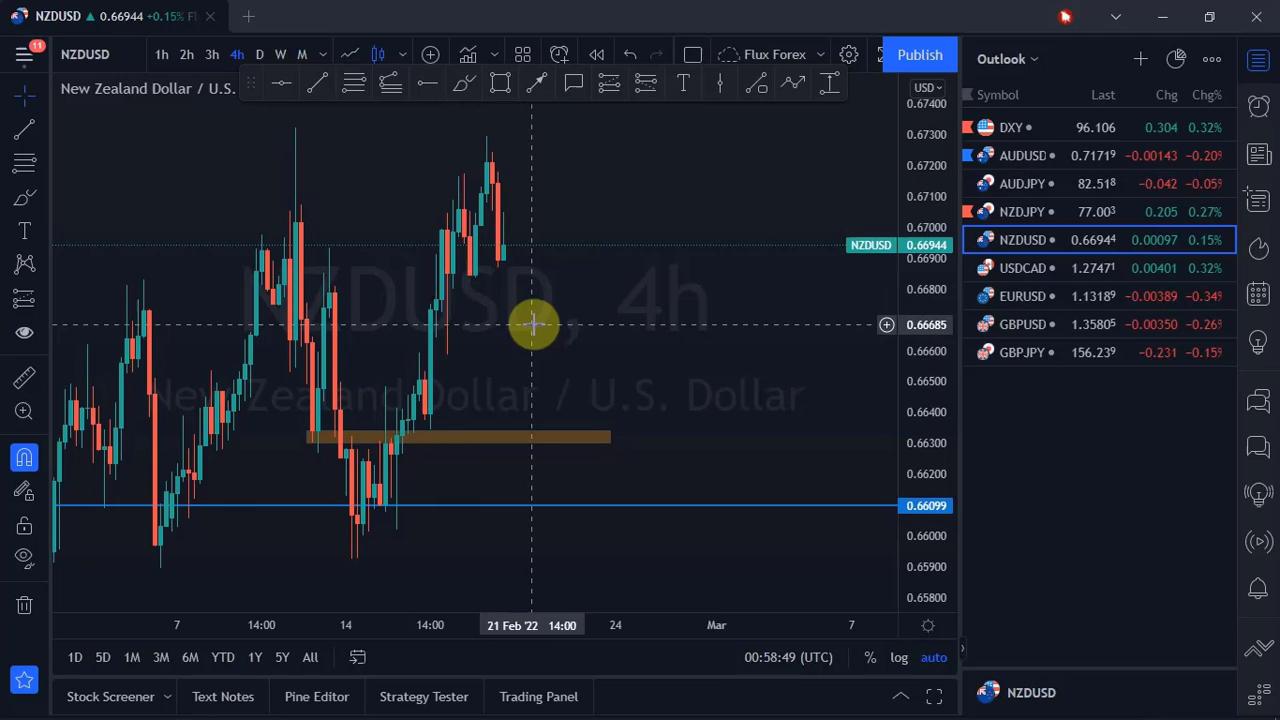 NZDUSD ▲ 0.66944 +0.15% Fl
11
NZDUSD 1h 2h 3h 4h D W M Flux Forex Publish
New Zealand Dollar / U.S.
USD
0.67400
0.67300
0.67200
0.67100
0.67000
NZDUSD 0.66944
0.66900
0.66800
0.66685
0.66600
0.66500
0.66400
0.66300
0.66200
0.66099
0.66000
0.65900
0.65800
NZDUSD, 4h
New Zealand Dollar / U.S. Dollar
7 14:00 14 14:00 21 Feb '22 14:00 24 Mar 7
1D 5D 1M 3M 6M YTD 1Y 5Y All 00:58:49 (UTC) % log auto
Stock Screener Text Notes Pine Editor Strategy Tester Trading Panel
Outlook
Symbol Last Chg Chg%
DXY 96.106 0.304 0.32%
AUDUSD 0.71719 −0.00143 −0.20%
AUDJPY 82.518 −0.042 −0.05%
NZDJPY 77.003 0.205 0.27%
NZDUSD 0.66944 0.00097 0.15%
USDCAD 1.27471 0.00401 0.32%
EURUSD 1.13189 −0.00389 −0.34%
GBPUSD 1.35805 −0.00350 −0.26%
GBPJPY 156.239 −0.231 −0.15%
NZDUSD